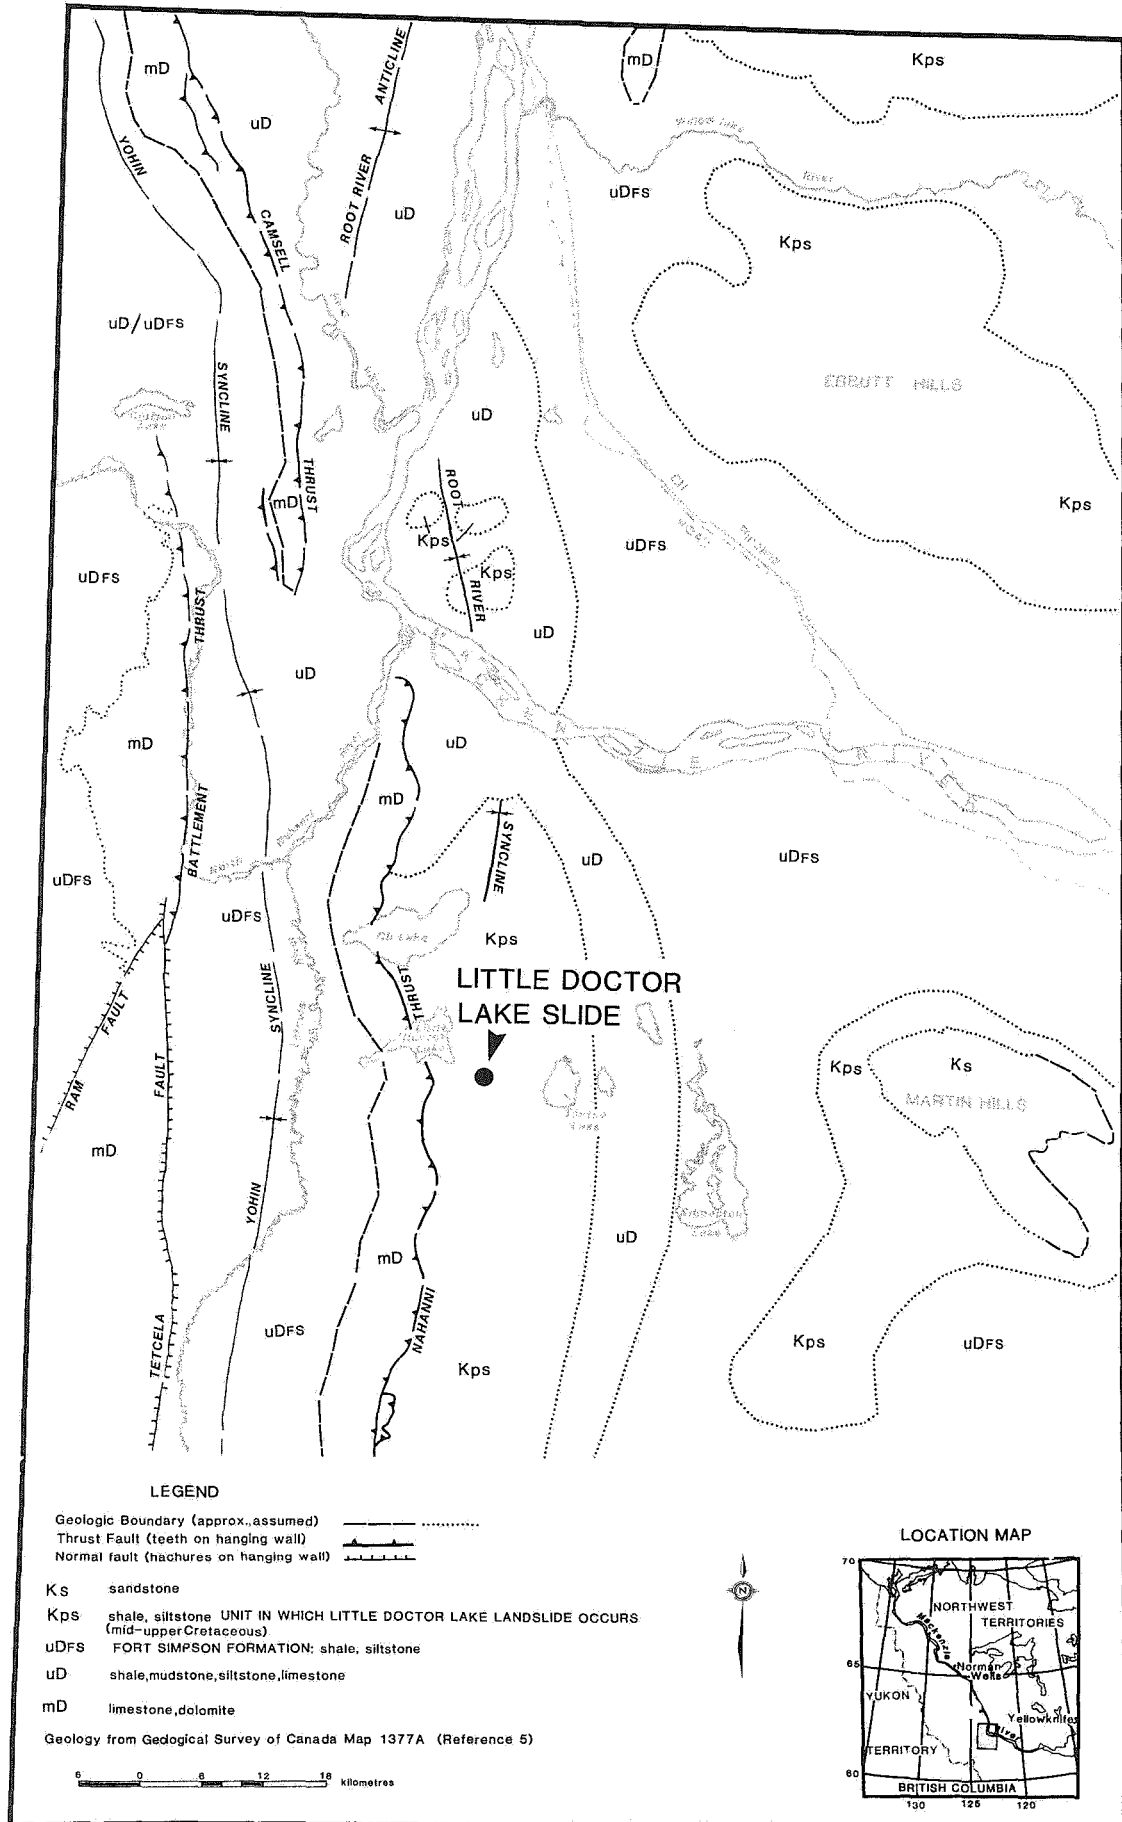 mD
mD
Kps
uD
ANTICLINE
YOHIN
River
uDFS
ROOT RIVER
uD
CAMSELL
Kps
uD/uDFS
SYNCLINE
EBBUTT HILLS
uD
THRUST
mD
ROOT
Kps
Kps
Kps
uDFS
uDFS
THRUST
RIVER
uD
uD
mD
uD
BATTLEMENT
mD
SYNCLINE
uD
uDFS
uDFS
uDFS
Kps
SYNCLINE
THRUST
LITTLE DOCTOR
LAKE SLIDE
FAULT
RAM
FAULT
Kps
Ks
MARTIN HILLS
mD
YOHIN
Lake
uD
mD
NAHANNI
uDFS
TETCELA
Kps
Kps
uDFS
LEGEND
Geologic Boundary (approx.,assumed)
Thrust Fault (teeth on hanging wall)
Normal fault (hachures on hanging wall)
Ks sandstone
Kps shale, siltstone UNIT IN WHICH LITTLE DOCTOR LAKE LANDSLIDE OCCURS
(mid-upperCretaceous)
uDFS FORT SIMPSON FORMATION: shale, siltstone
uD shale,mudstone,siltstone,limestone
mD limestone,dolomite
Geology from Geological Survey of Canada Map 1377A (Reference 5)
6 0 6 12 18 kilometres
N
LOCATION MAP
70
NORTHWEST
TERRITORIES
Mackenzie
65
Norman
Wells
YUKON
Yellowknife
River
TERRITORY
60
BRITISH COLUMBIA
130 125 120